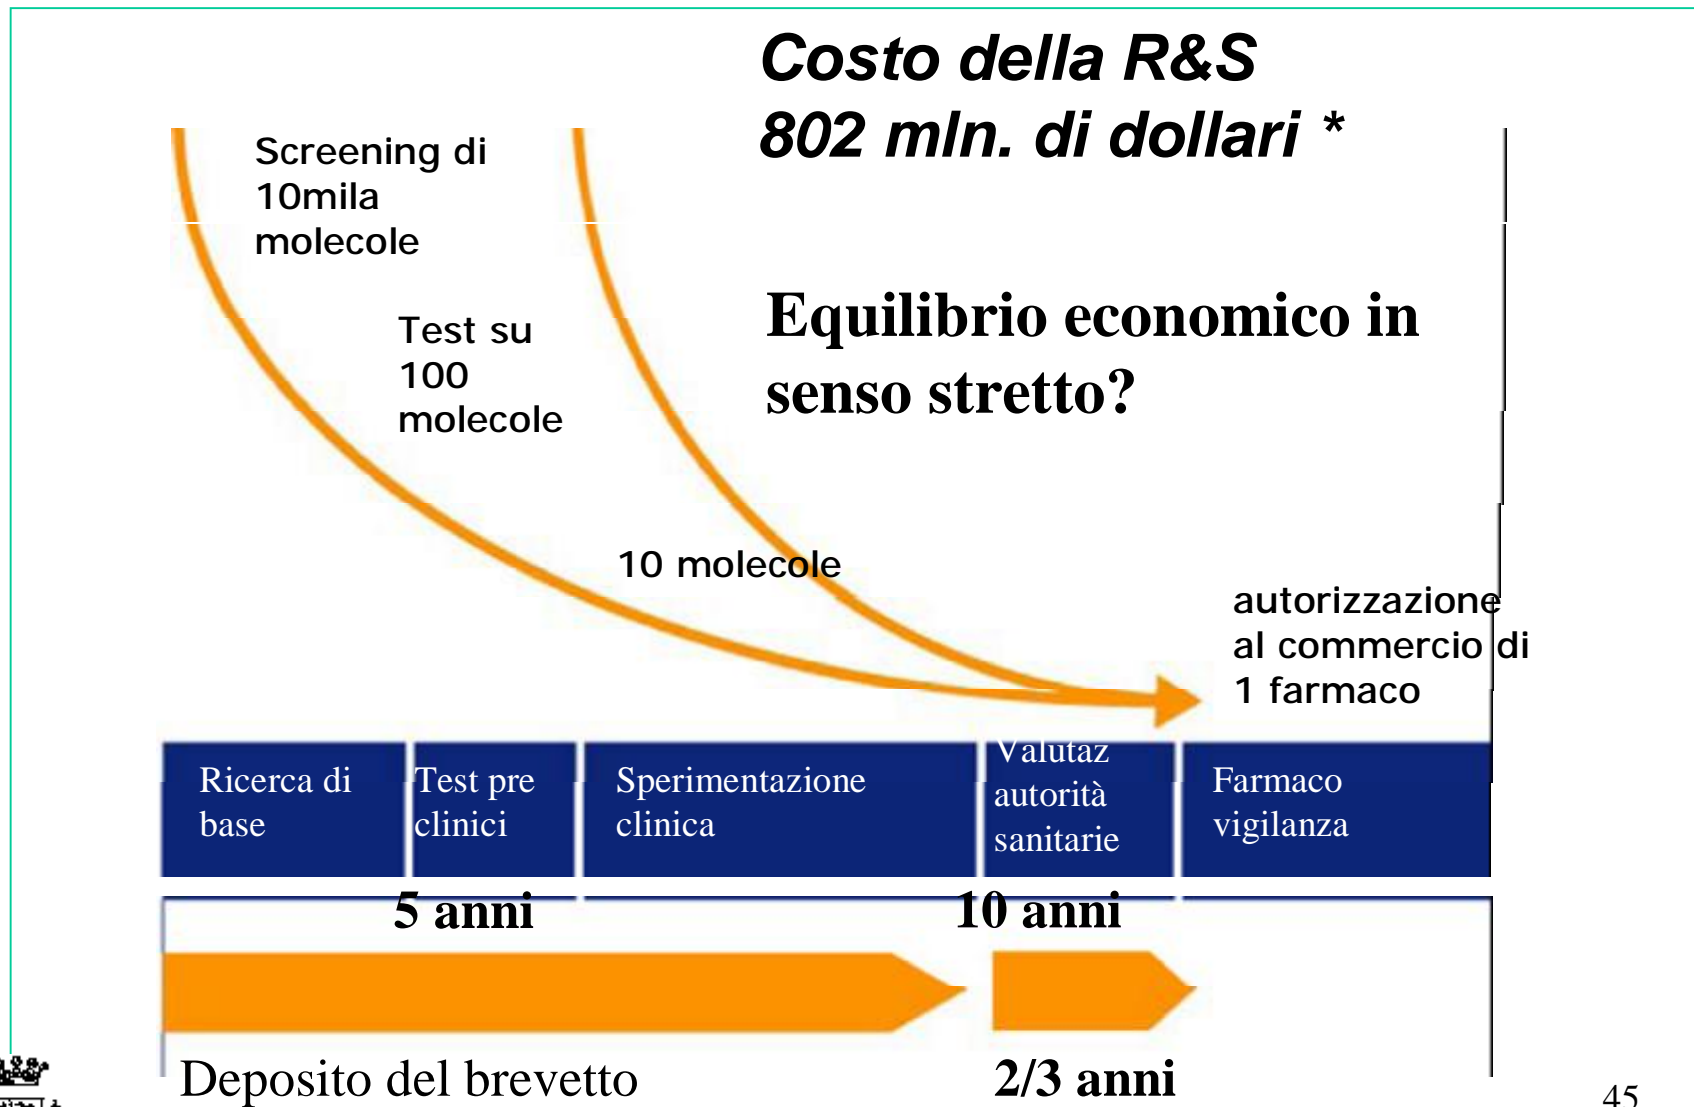 Costo della R&S
802 mln. di dollari *
Screening di
10mila
molecole
Test su
100
molecole
Equilibrio economico in
senso stretto?
10 molecole
autorizzazione
al commercio di
1 farmaco
Ricerca di
base
Test pre
clinici
Sperimentazione
clinica
Valutaz
autorità
sanitarie
Farmaco
vigilanza
5 anni
10 anni
Deposito del brevetto
2/3 anni
45